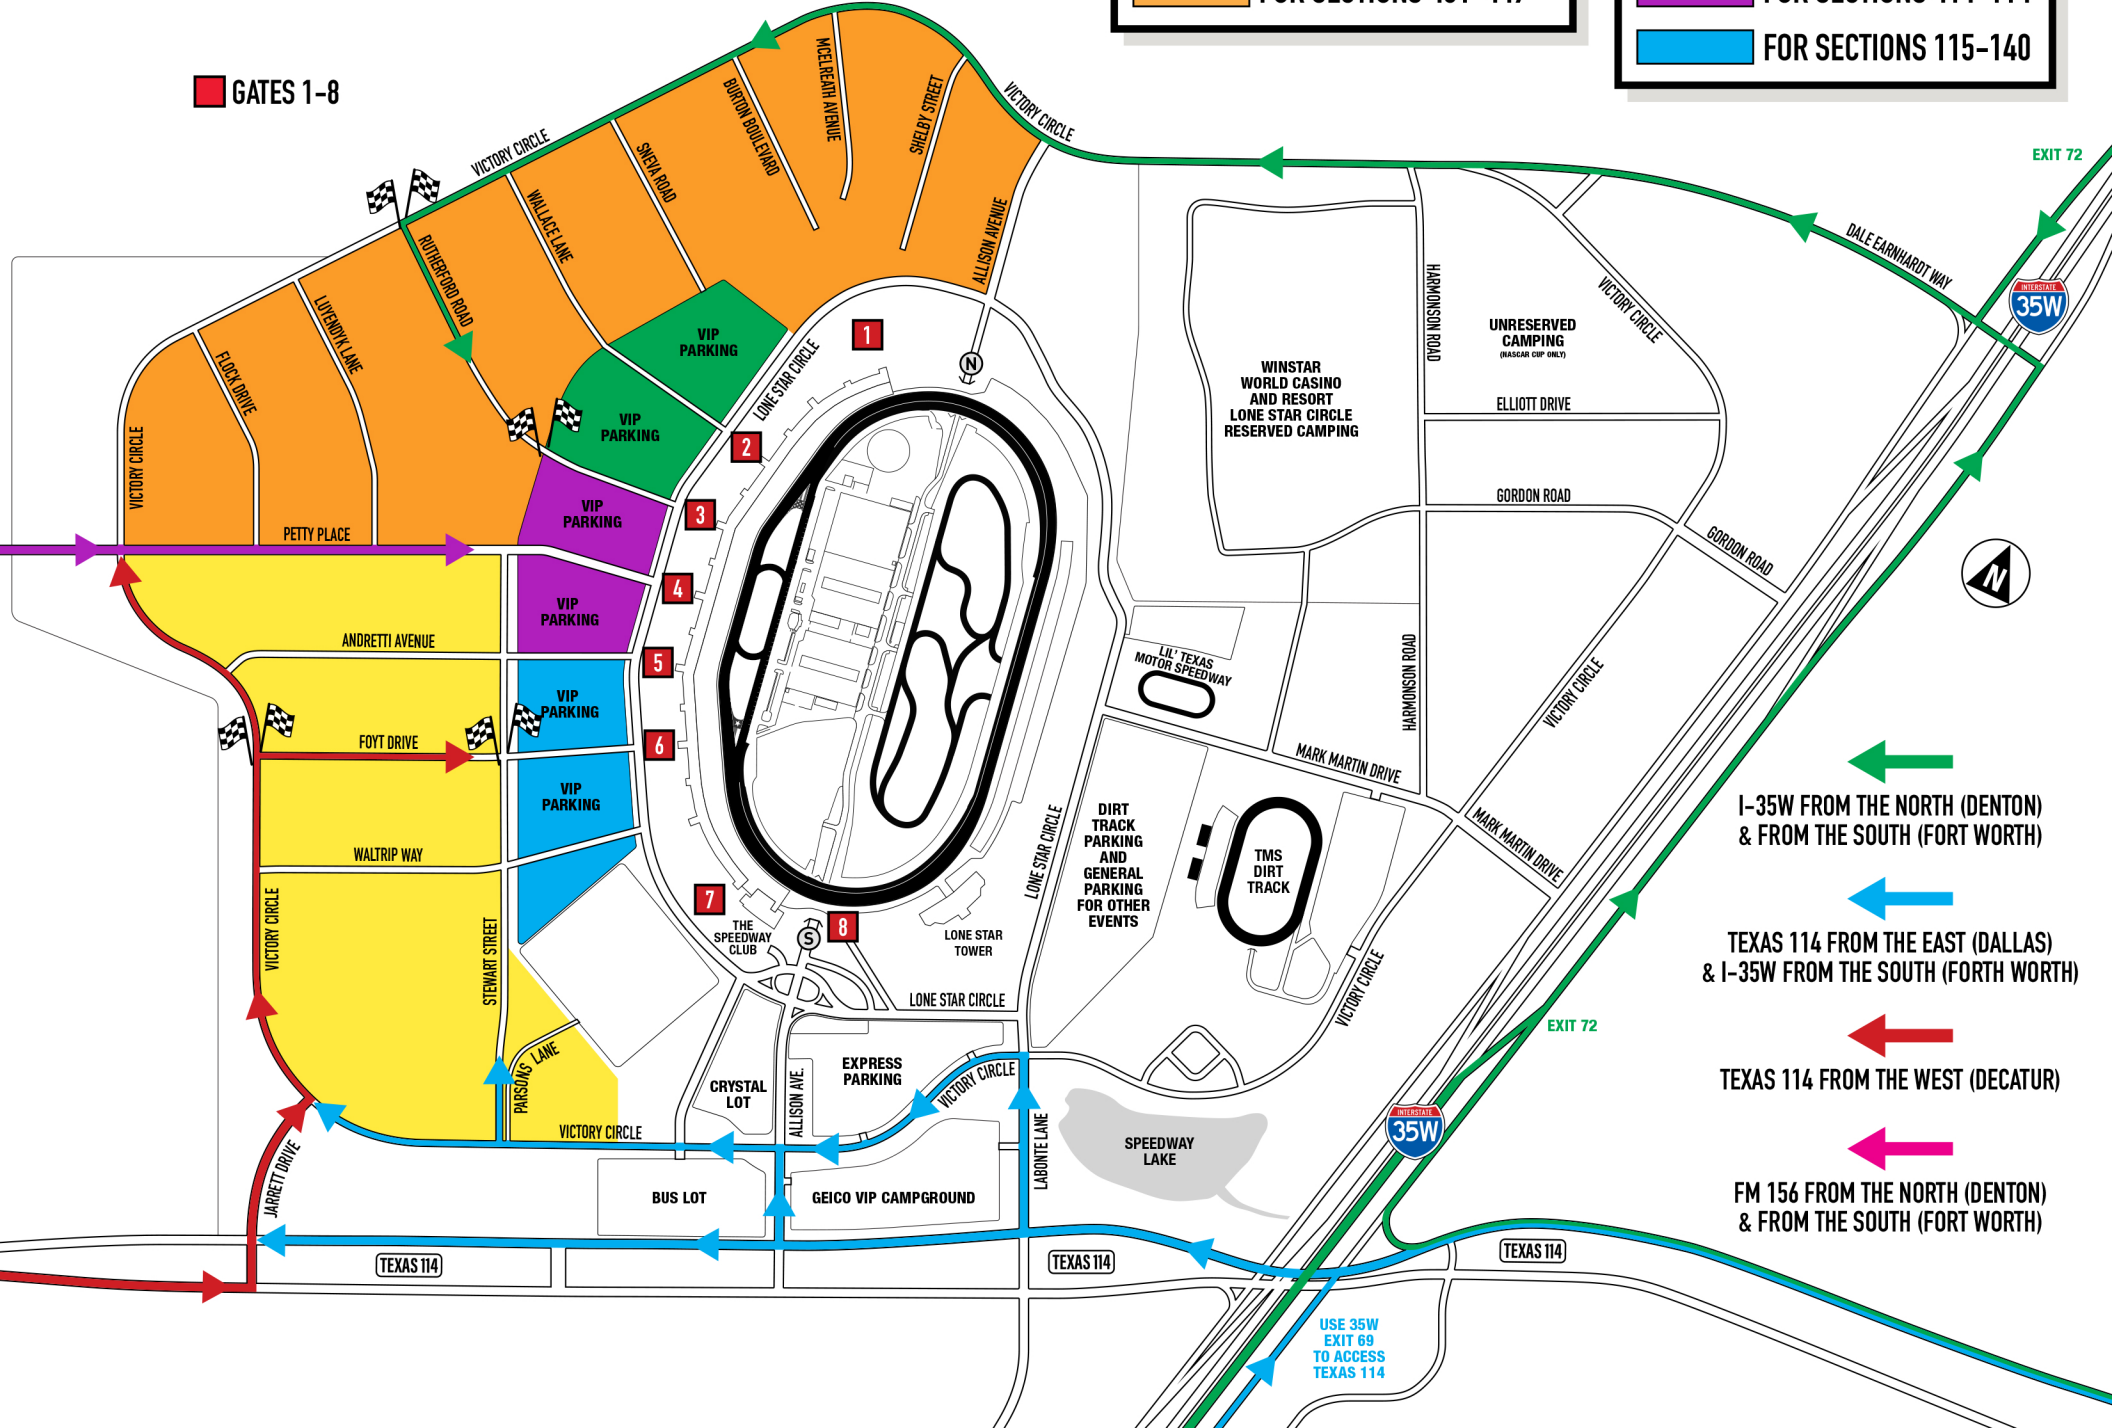 FOR SECTIONS 115-140
GATES 1-8
VICTORY CIRCLE
MCELREATH AVENUE
BURTON BOULEVARD
SHELBY STREET
VICTORY CIRCLE
SNEVA ROAD
WALLACE LANE
RUTHERFORD ROAD
LUYENDYK LANE
FLOCK DRIVE
ALLISON AVENUE
EXIT 72
DALE EARNHARDT WAY
INTERSTATE
35W
VICTORY CIRCLE
HARMONSON ROAD
UNRESERVED
CAMPING
(NASCAR CUP ONLY)
WINSTAR
WORLD CASINO
AND RESORT
LONE STAR CIRCLE
RESERVED CAMPING
ELLIOTT DRIVE
GORDON ROAD
GORDON ROAD
VIP
PARKING
VIP
PARKING
LONE STAR CIRCLE
1
N
2
3
VIP
PARKING
4
VICTORY CIRCLE
PETTY PLACE
VIP
PARKING
ANDRETTI AVENUE
5
VIP
PARKING
FOYT DRIVE
6
VIP
PARKING
WALTRIP WAY
VICTORY CIRCLE
STEWART STREET
7
THE
SPEEDWAY
CLUB
S
8
LONE STAR
TOWER
LONE STAR CIRCLE
LONE STAR CIRCLE
LIL' TEXAS
MOTOR SPEEDWAY
HARMONSON ROAD
VICTORY CIRCLE
MARK MARTIN DRIVE
MARK MARTIN DRIVE
DIRT
TRACK
PARKING
AND
GENERAL
PARKING
FOR OTHER
EVENTS
TMS
DIRT
TRACK
VICTORY CIRCLE
N
I-35W FROM THE NORTH (DENTON)
& FROM THE SOUTH (FORT WORTH)
TEXAS 114 FROM THE EAST (DALLAS)
& I-35W FROM THE SOUTH (FORTH WORTH)
TEXAS 114 FROM THE WEST (DECATUR)
FM 156 FROM THE NORTH (DENTON)
& FROM THE SOUTH (FORT WORTH)
EXIT 72
INTERSTATE
35W
PARSONS LANE
CRYSTAL
LOT
ALLISON AVE.
EXPRESS
PARKING
VICTORY CIRCLE
VICTORY CIRCLE
LABONTE LANE
SPEEDWAY
LAKE
JARRETT DRIVE
BUS LOT
GEICO VIP CAMPGROUND
TEXAS 114
TEXAS 114
TEXAS 114
USE 35W
EXIT 69
TO ACCESS
TEXAS 114